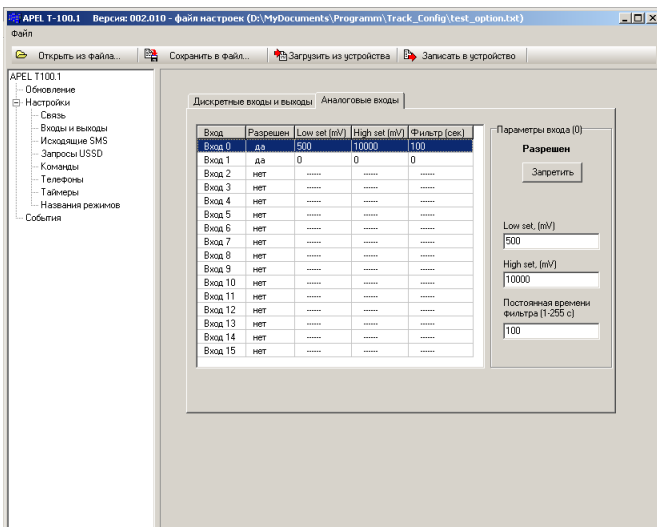 APEL T-100.1 Версия: 002.010 - файл настроек (D:\MyDocuments\Programm\Track_Config\test_option.txt)
Файл
Открыть из файла... Сохранить в файл... Загрузить из устройства Записать в устройство
APEL T100.1
Обновление
Настройки
Связь
Входы и выходы
Исходящие SMS
Запросы USSD
Команды
Телефоны
Таймеры
Названия режимов
События
Дискретные входы и выходы Аналоговые входы
Вход Разрешен Low set (mV) High set (mV) Фильтр (сек.)
Вход 0 да 500 10000 100
Вход 1 да 0 0 0
Вход 2 нет ------ ------ ------
Вход 3 нет ------ ------ ------
Вход 4 нет ------ ------ ------
Вход 5 нет ------ ------ ------
Вход 6 нет ------ ------ ------
Вход 7 нет ------ ------ ------
Вход 8 нет ------ ------ ------
Вход 9 нет ------ ------ ------
Вход 10 нет ------ ------ ------
Вход 11 нет ------ ------ ------
Вход 12 нет ------ ------ ------
Вход 13 нет ------ ------ ------
Вход 14 нет ------ ------ ------
Вход 15 нет ------ ------ ------
Параметры входа (0)
Разрешен
Запретить
Low set, (mV)
500
High set, (mV)
10000
Постоянная времени
фильтра (1-255 с)
100